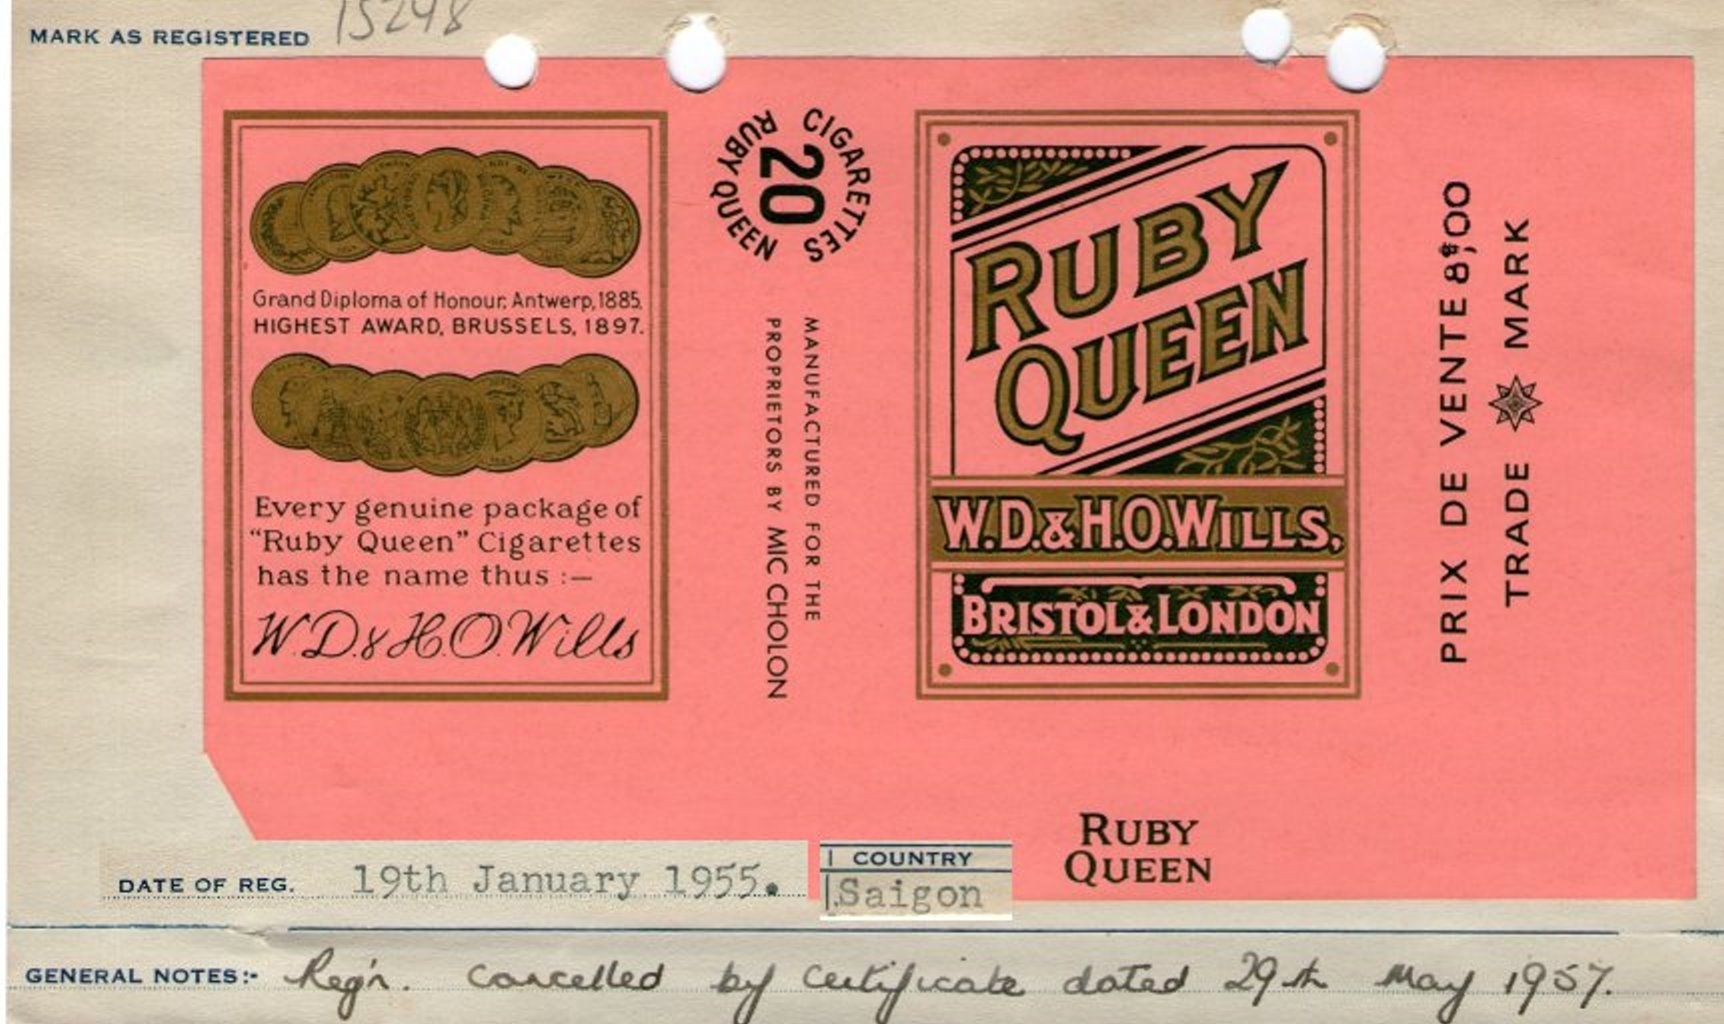 15248
MARK AS REGISTERED
Grand Diploma of Honour, Antwerp, 1885.
HIGHEST AWARD, BRUSSELS, 1897.
Every genuine package of
"Ruby Queen" Cigarettes
has the name thus :—
W.D. & H.O. Wills
RUBY QUEEN
20
CIGARETTES
MANUFACTURED FOR THE
PROPRIETORS BY MIC CHOLON
RUBY
QUEEN
W.D.&H.O.WILLS,
BRISTOL&LONDON
PRIX DE VENTE 8$,00
TRADE MARK
RUBY
QUEEN
DATE OF REG. 19th January 1955.
COUNTRY
Saigon
GENERAL NOTES:- Reg'n. cancelled by certificate dated 29th May 1957.